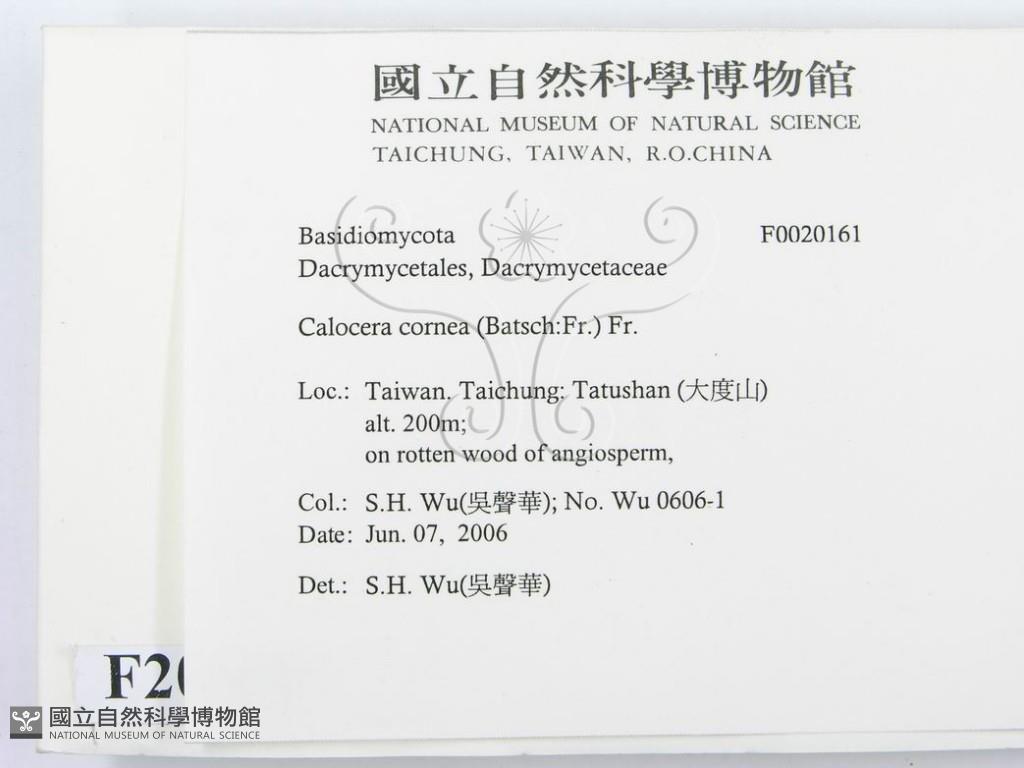 國立自然科學博物館
NATIONAL MUSEUM OF NATURAL SCIENCE
TAICHUNG, TAIWAN, R.O.CHINA
Basidiomycota F0020161
Dacrymycetales, Dacrymycetaceae
Calocera cornea (Batsch:Fr.) Fr.
Loc.: Taiwan. Taichung: Tatushan (大度山)
alt. 200m;
on rotten wood of angiosperm,
Col.: S.H. Wu(吳聲華); No. Wu 0606-1
Date: Jun. 07, 2006
Det.: S.H. Wu(吳聲華)
F20
國立自然科學博物館
NATIONAL MUSEUM OF NATURAL SCIENCE